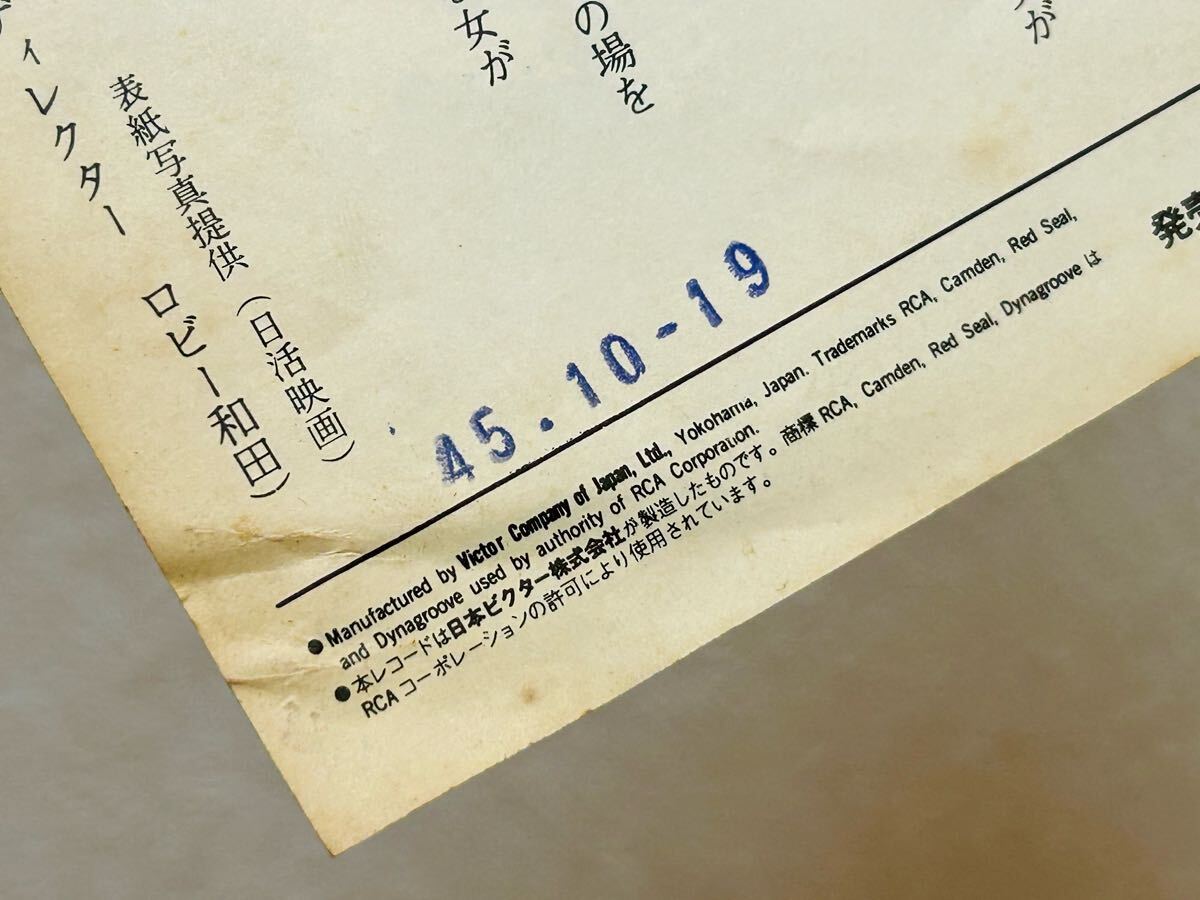 が
の場を
女が
表紙写真提供(日活映画)
ィレクター ロビー和田)
45.10-19
発売
● Manufactured by Victor Company of Japan, Ltd., Yokohama, Japan. Trademarks RCA, Camden, Red Seal,
and Dynagroove used by authority of RCA Corporation.
● 本レコードは日本ビクター株式会社が製造したものです。商標 RCA, Camden, Red Seal, Dynagroove は
RCA コーポレーションの許可により使用されています。